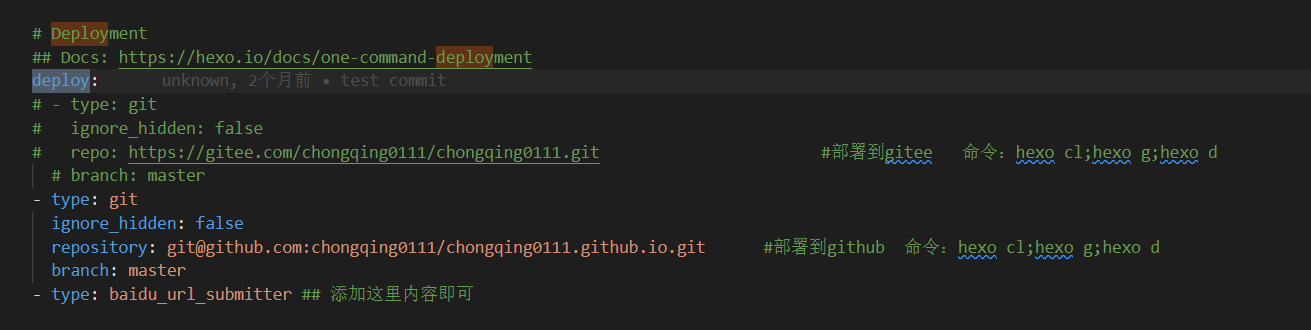 # Deployment
## Docs: https://hexo.io/docs/one-command-deployment
deploy: unknown, 2个月前 • test commit
# - type: git
#   ignore_hidden: false
#   repo: https://gitee.com/chongqing0111/chongqing0111.git #部署到gitee 命令：hexo cl;hexo g;hexo d
  # branch: master
- type: git
  ignore_hidden: false
  repository: git@github.com:chongqing0111/chongqing0111.github.io.git #部署到github 命令：hexo cl;hexo g;hexo d
  branch: master
- type: baidu_url_submitter ## 添加这里内容即可